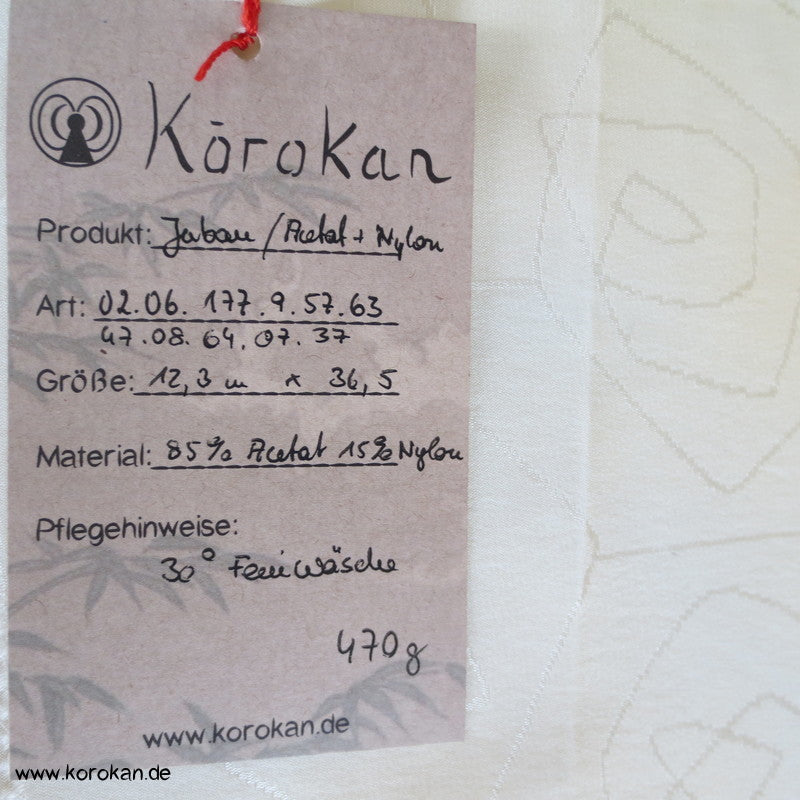 Kōrokan
Produkt: Juban / Acetat + Nylon
Art: 02.06.177.9.57.63
47.08.64.07.37
Größe: 12,3 m x 36,5
Material: 85% Acetat 15% Nylon
Pflegehinweise:
30° Feinwäsche
470g
www.korokan.de
www.korokan.de